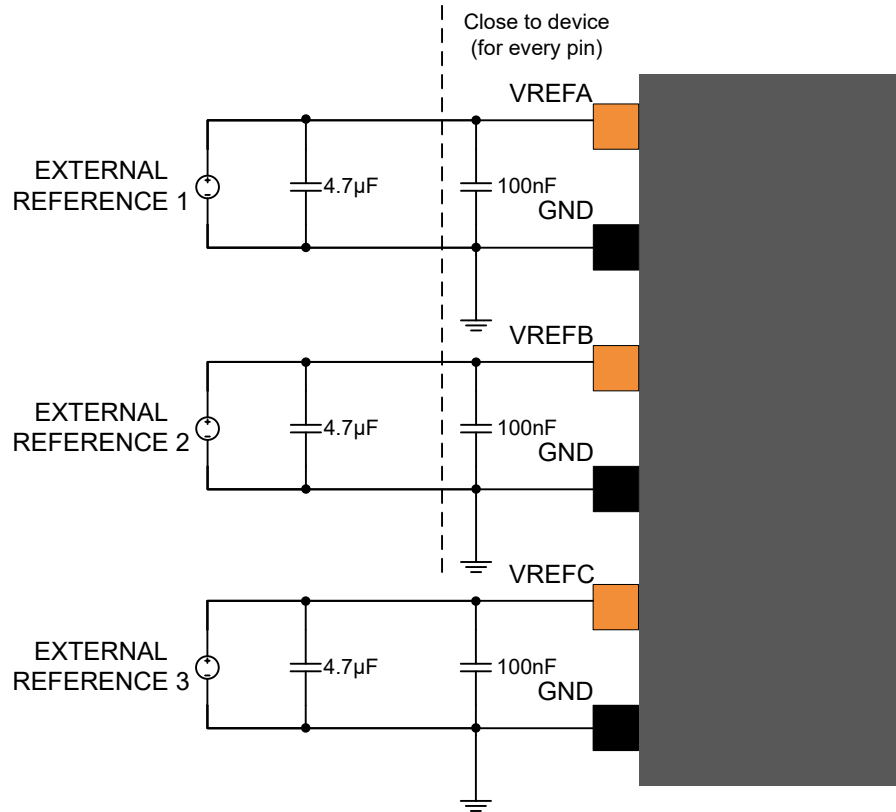 Close to device
(for every pin)
VREFA
EXTERNAL
REFERENCE 1
4.7µF
100nF
GND
VREFB
EXTERNAL
REFERENCE 2
4.7µF
100nF
GND
VREFC
EXTERNAL
REFERENCE 3
4.7µF
100nF
GND